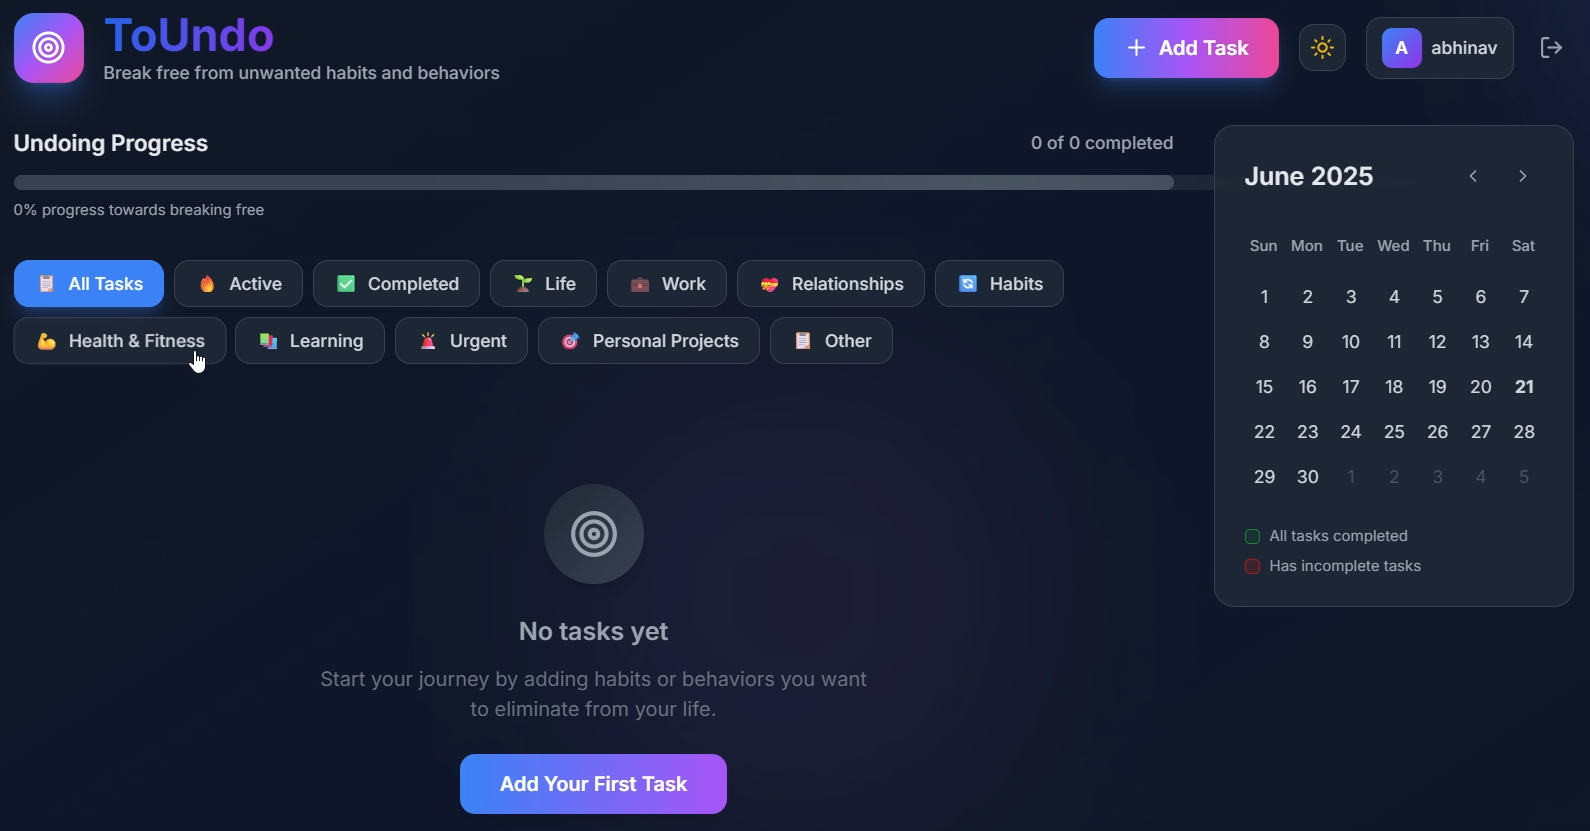 ToUndo
Break free from unwanted habits and behaviors
Add Task
A
abhinav
Undoing Progress
0 of 0 completed
0% progress towards breaking free
All Tasks
Active
Completed
Life
Work
Relationships
Habits
Health & Fitness
Learning
Urgent
Personal Projects
Other
No tasks yet
Start your journey by adding habits or behaviors you want
to eliminate from your life.
Add Your First Task
June 2025
Sun Mon Tue Wed Thu Fri Sat
1 2 3 4 5 6 7
8 9 10 11 12 13 14
15 16 17 18 19 20 21
22 23 24 25 26 27 28
29 30 1 2 3 4 5
All tasks completed
Has incomplete tasks